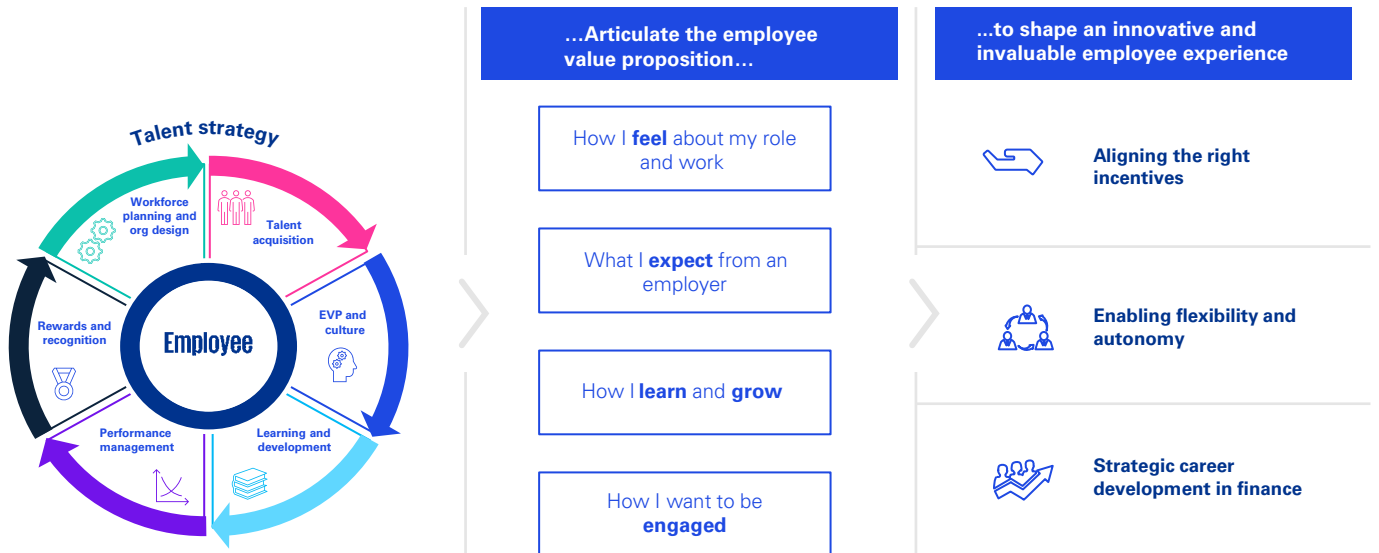 Talent strategy
Workforce
planning and
org design
Talent
acquisition
EVP and
culture
Learning and
development
Performance
management
Rewards and
recognition
Employee
…Articulate the employee
value proposition…
How I feel about my role
and work
What I expect from an
employer
How I learn and grow
How I want to be
engaged
...to shape an innovative and
invaluable employee experience
Aligning the right
incentives
Enabling flexibility and
autonomy
Strategic career
development in finance